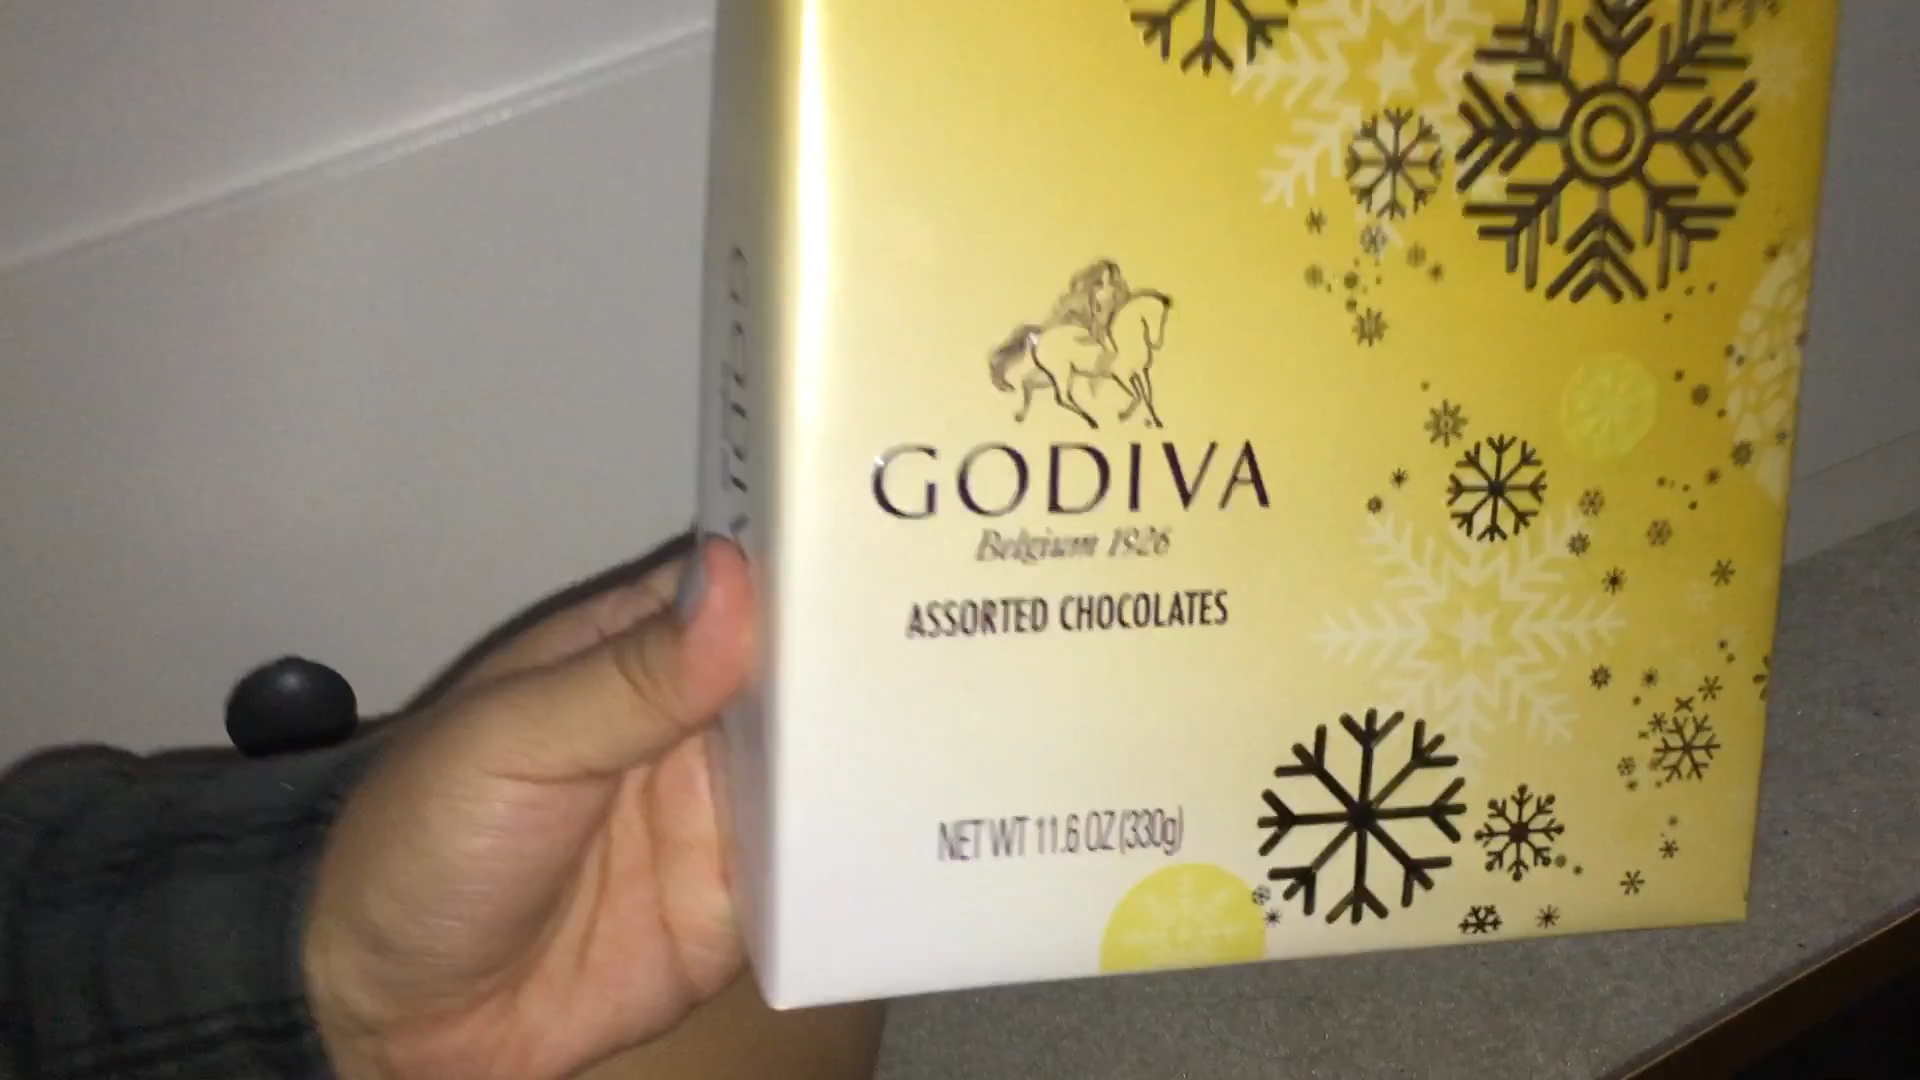 GODIVA
Belgium 1926
ASSORTED CHOCOLATES
NET WT 11.6 OZ (330g)